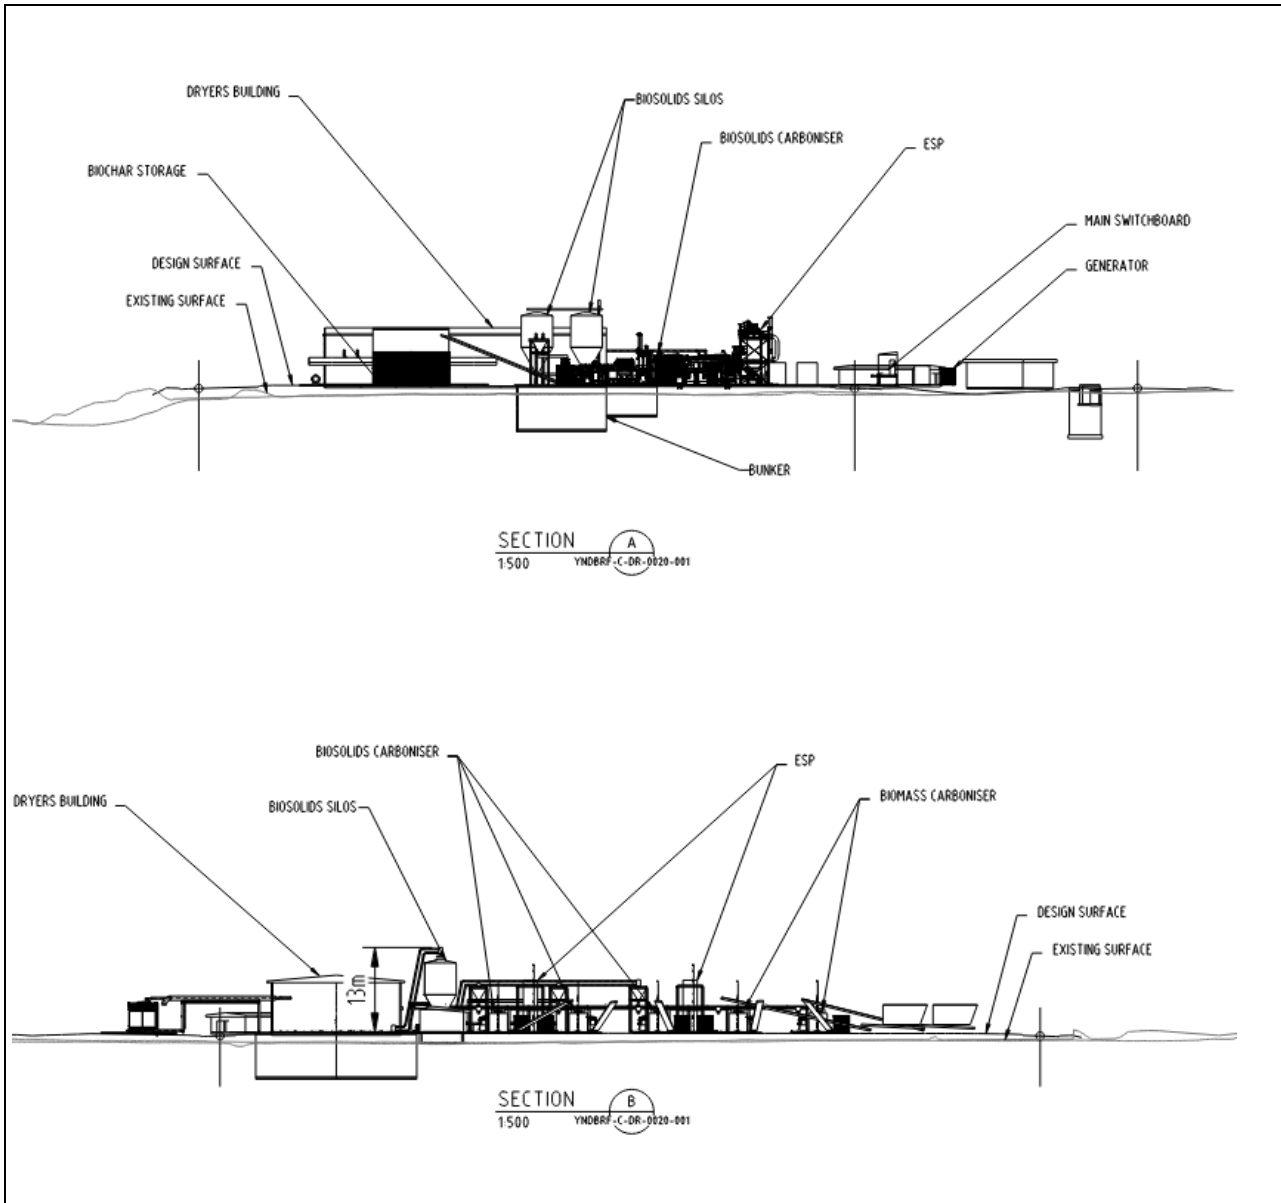 DRYERS BUILDING
BIOSOLIDS SILOS
BIOSOLIDS CARBONISER
ESP
BIOCHAR STORAGE
MAIN SWITCHBOARD
DESIGN SURFACE
GENERATOR
EXISTING SURFACE
BUNKER
SECTION A
1:500 YNDBRF-C-DR-0020-001
BIOSOLIDS CARBONISER
ESP
DRYERS BUILDING
BIOSOLIDS SILOS
BIOMASS CARBONISER
DESIGN SURFACE
EXISTING SURFACE
13m
SECTION B
1:500 YNDBRF-C-DR-0020-001